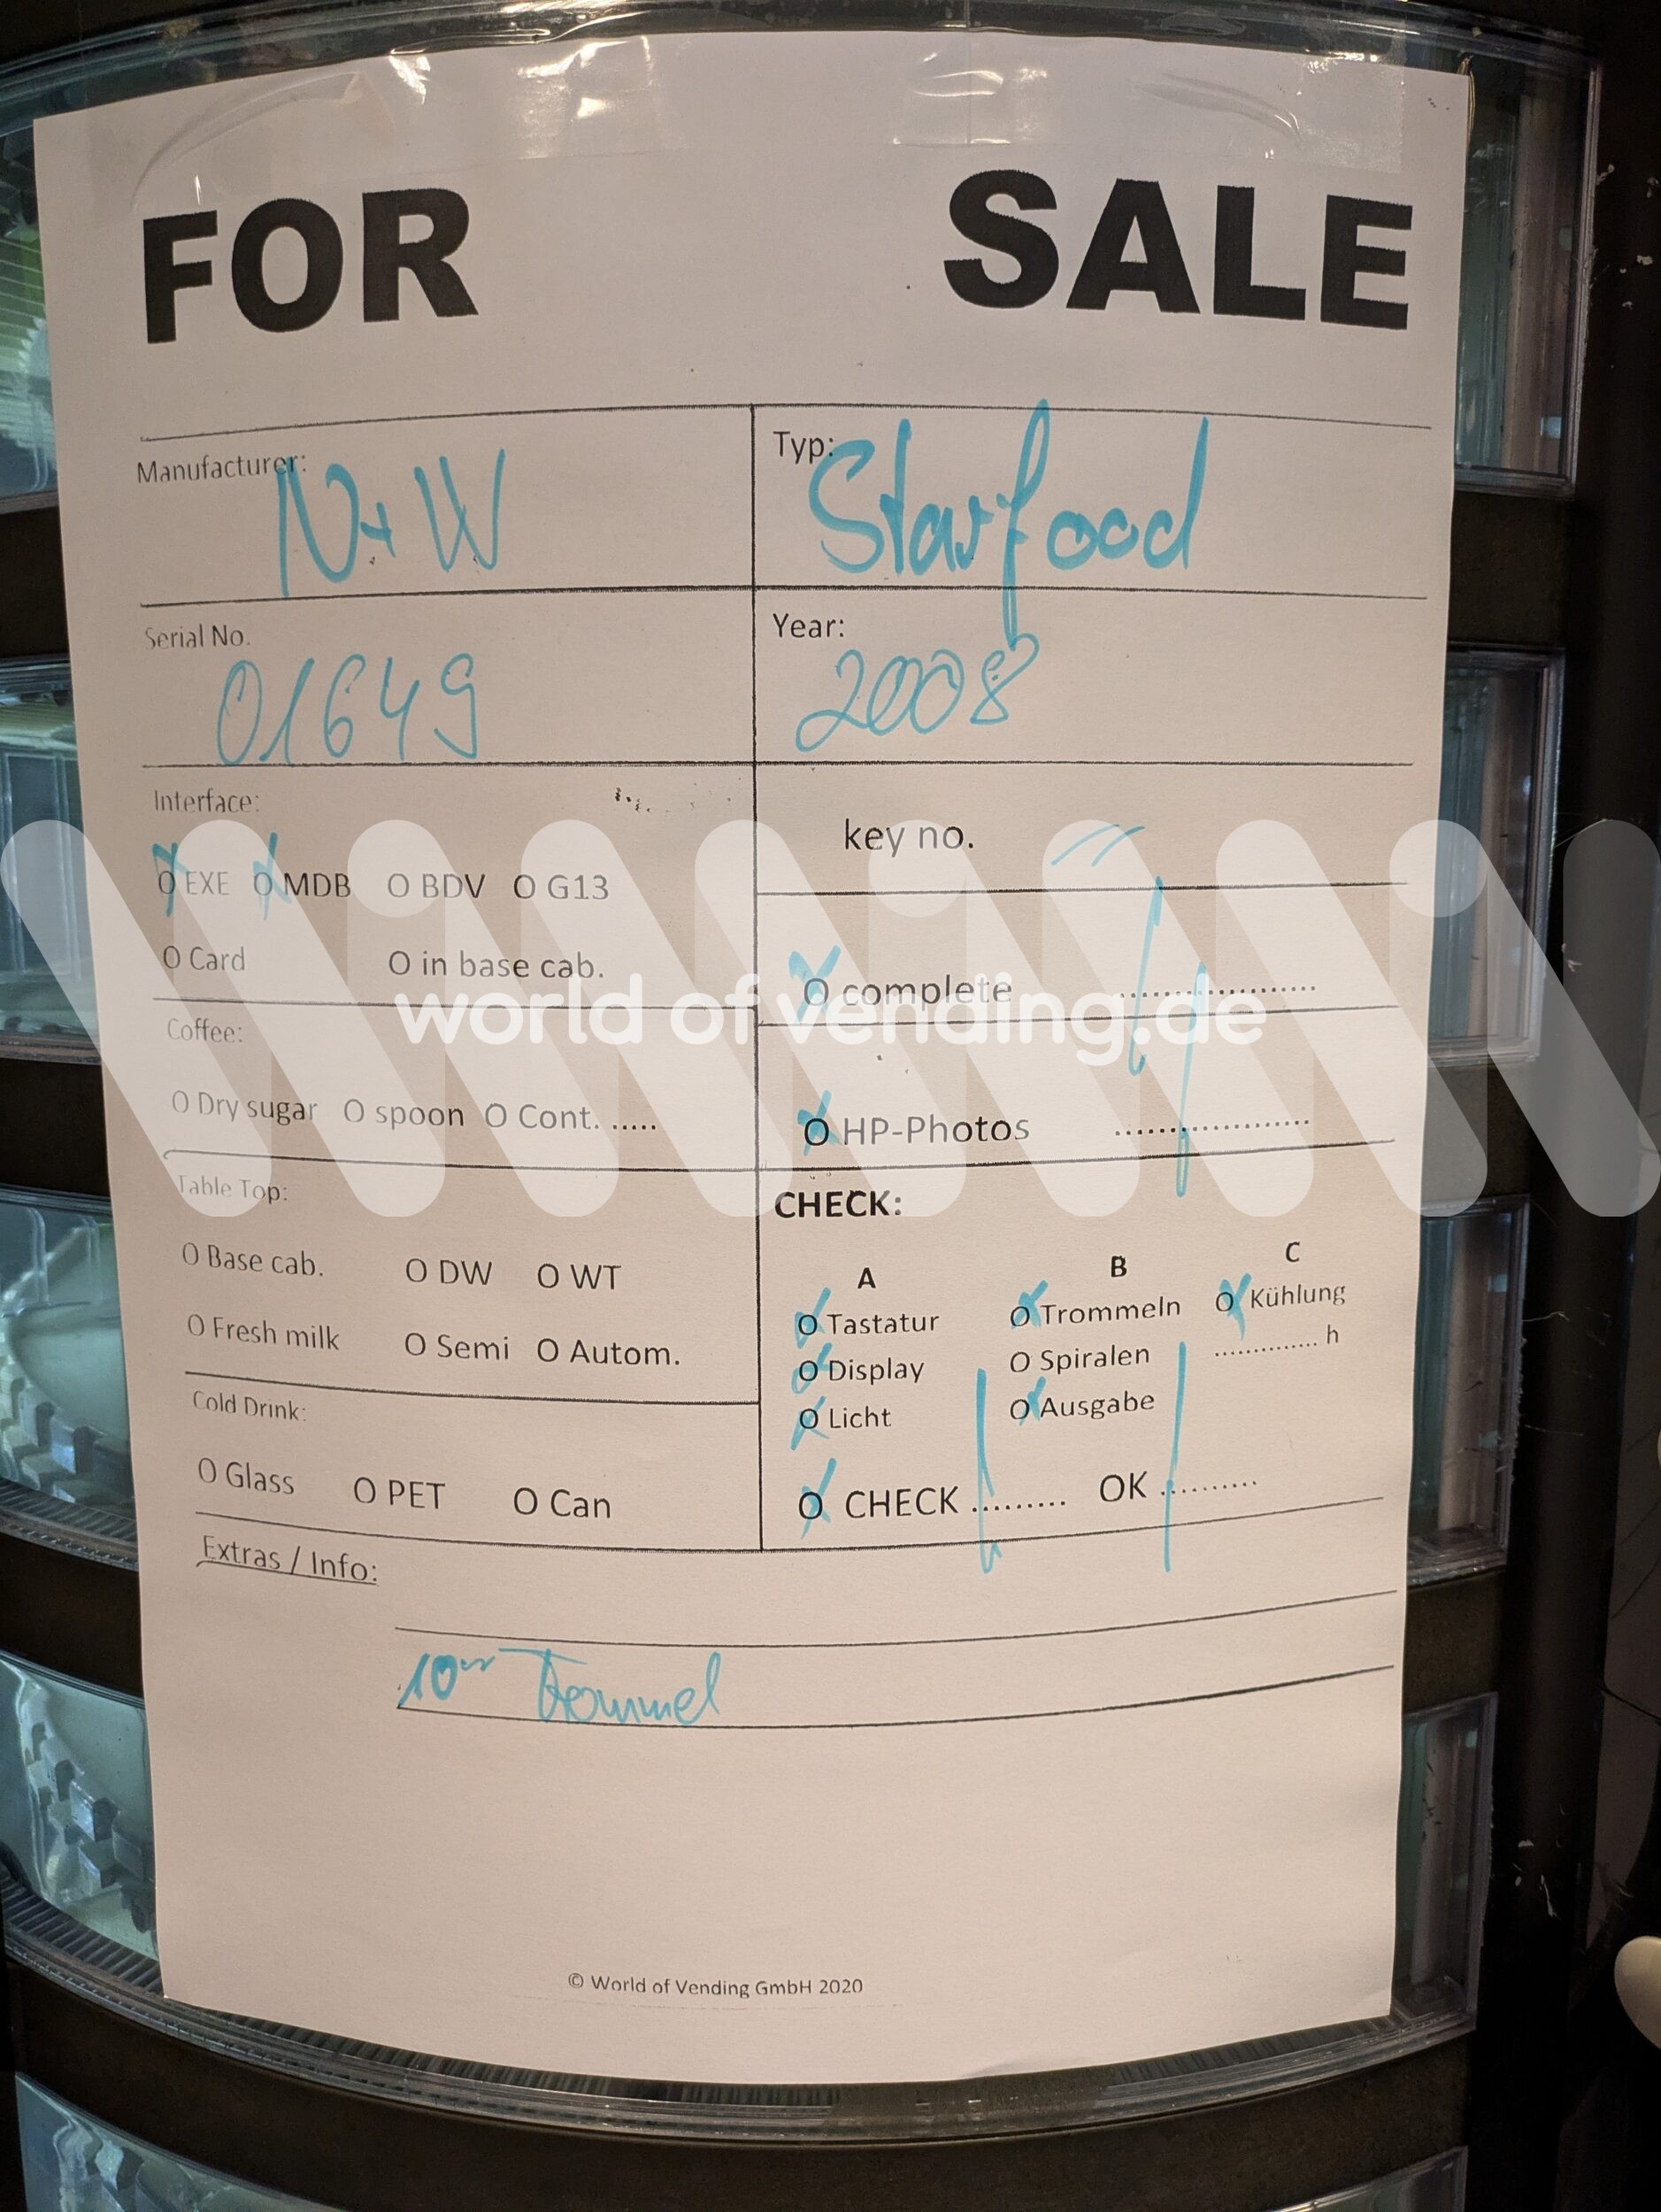 FOR SALE
Manufacturer: N+W
Typ: Starfood
Serial No. 01649
Year: 2008
Interface:
O EXE O MDB O BDV O G13
O Card O in base cab.
key no.
O complete ....................
Coffee:
O Dry sugar O spoon O Cont. .....
O HP-Photos ....................
Table Top:
O Base cab. O DW O WT
O Fresh milk O Semi O Autom.
Cold Drink:
O Glass O PET O Can
CHECK:
A B C
O Tastatur O Trommeln O Kühlung
O Display O Spiralen .............. h
O Licht O Ausgabe
O CHECK ......... OK ..........
Extras / Info:
10er Trommel
© World of Vending GmbH 2020
world of vending.de